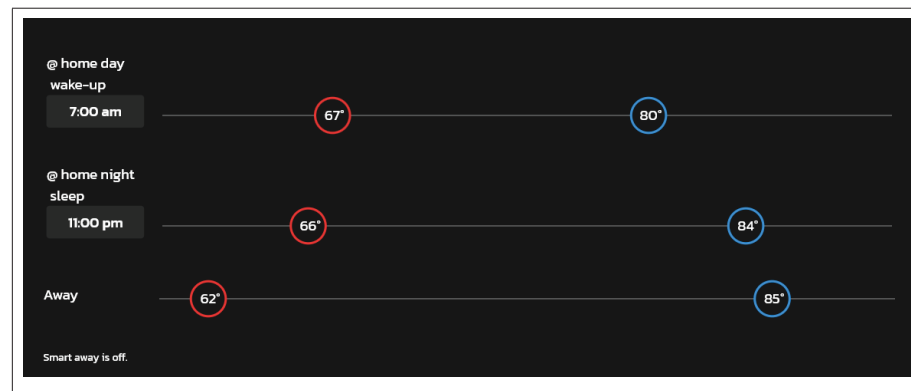 @ home day
wake-up
7:00 am
67°
80°
@ home night
sleep
11:00 pm
66°
84°
Away
62°
85°
Smart away is off.